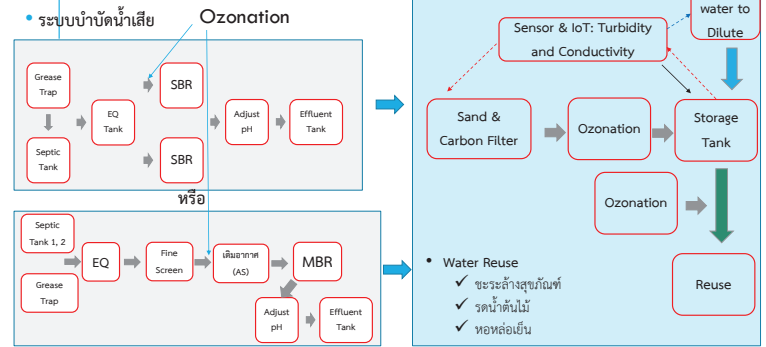 • ระบบบำบัดน้ำเสีย
Ozonation
Grease
Trap
Septic
Tank
EQ
Tank
SBR
SBR
Adjust
pH
Effluent
Tank
หรือ
Septic
Tank 1, 2
Grease
Trap
EQ
Fine
Screen
เติมอากาศ
(AS)
MBR
Adjust
pH
Effluent
Tank
water to
Dilute
Sensor & IoT: Turbidity
and Conductivity
Sand &
Carbon Filter
Ozonation
Storage
Tank
Ozonation
Reuse
• Water Reuse
✓ ชะระล้างสุขภัณฑ์
✓ รดน้ำต้นไม้
✓ หอหล่อเย็น